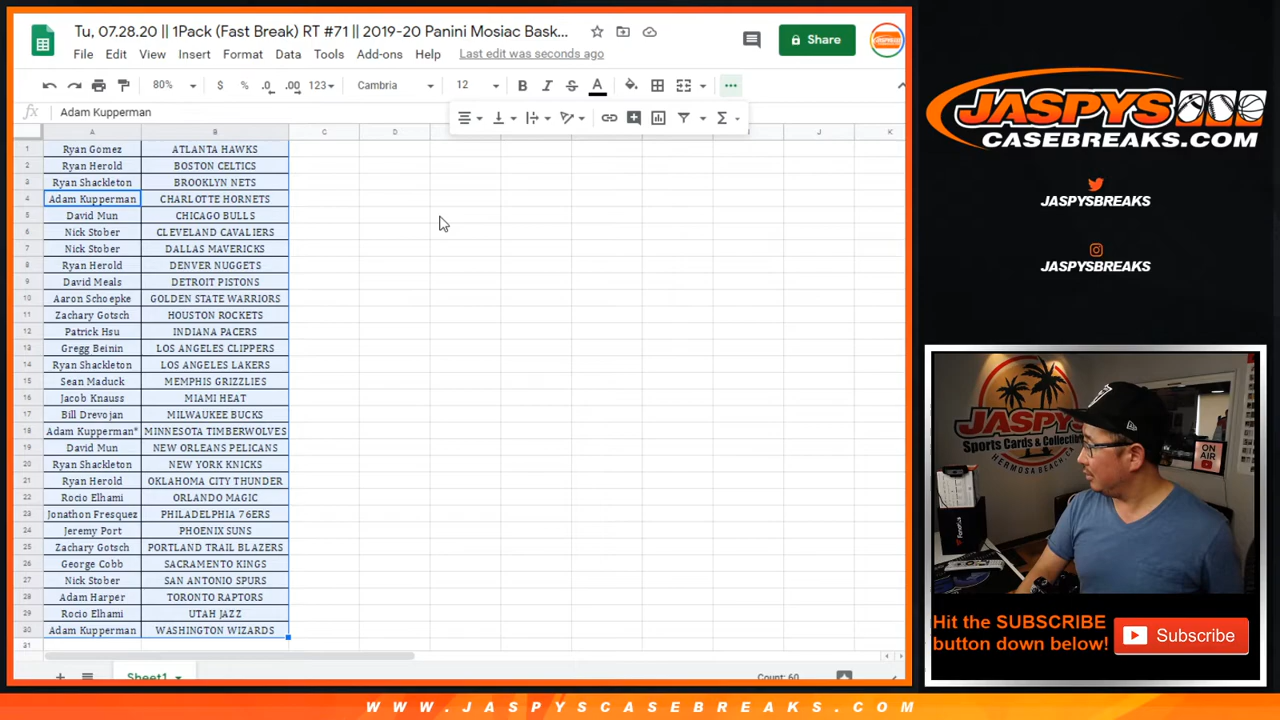 Tu, 07.28.20 || 1Pack (Fast Break) RT #71 || 2019-20 Panini Mosiac Bask...
File Edit View Insert Format Data Tools Add-ons Help Last edit was seconds ago
Share
80% $ % .0 .00 123 Cambria 12 B I S A
fx Adam Kupperman
A B C D J K
1 Ryan Gomez ATLANTA HAWKS
2 Ryan Herold BOSTON CELTICS
3 Ryan Shackleton BROOKLYN NETS
4 Adam Kupperman CHARLOTTE HORNETS
5 David Mun CHICAGO BULLS
6 Nick Stober CLEVELAND CAVALIERS
7 Nick Stober DALLAS MAVERICKS
8 Ryan Herold DENVER NUGGETS
9 David Meals DETROIT PISTONS
10 Aaron Schoepke GOLDEN STATE WARRIORS
11 Zachary Gotsch HOUSTON ROCKETS
12 Patrick Hsu INDIANA PACERS
13 Gregg Beinin LOS ANGELES CLIPPERS
14 Ryan Shackleton LOS ANGELES LAKERS
15 Sean Maduck MEMPHIS GRIZZLIES
16 Jacob Knauss MIAMI HEAT
17 Bill Drevojan MILWAUKEE BUCKS
18 Adam Kupperman* MINNESOTA TIMBERWOLVES
19 David Mun NEW ORLEANS PELICANS
20 Ryan Shackleton NEW YORK KNICKS
21 Ryan Herold OKLAHOMA CITY THUNDER
22 Rocio Elhami ORLANDO MAGIC
23 Jonathon Fresquez PHILADELPHIA 76ERS
24 Jeremy Port PHOENIX SUNS
25 Zachary Gotsch PORTLAND TRAIL BLAZERS
26 George Cobb SACRAMENTO KINGS
27 Nick Stober SAN ANTONIO SPURS
28 Adam Harper TORONTO RAPTORS
29 Rocio Elhami UTAH JAZZ
30 Adam Kupperman WASHINGTON WIZARDS
31
Sheet1
Count: 60
JASPYS
CASEBREAKS.COM
JASPYSBREAKS
JASPYSBREAKS
JASPYS
Sports Cards & Collectib
HERMOSA BEACH, CA
ON AIR
Hit the SUBSCRIBE
button down below!
Subscribe
WWW.JASPYSCASEBREAKS.COM